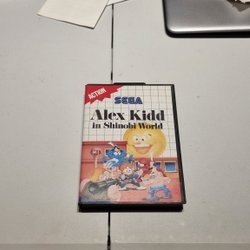 ACTION
SEGA
Alex Kidd
in Shinobi World